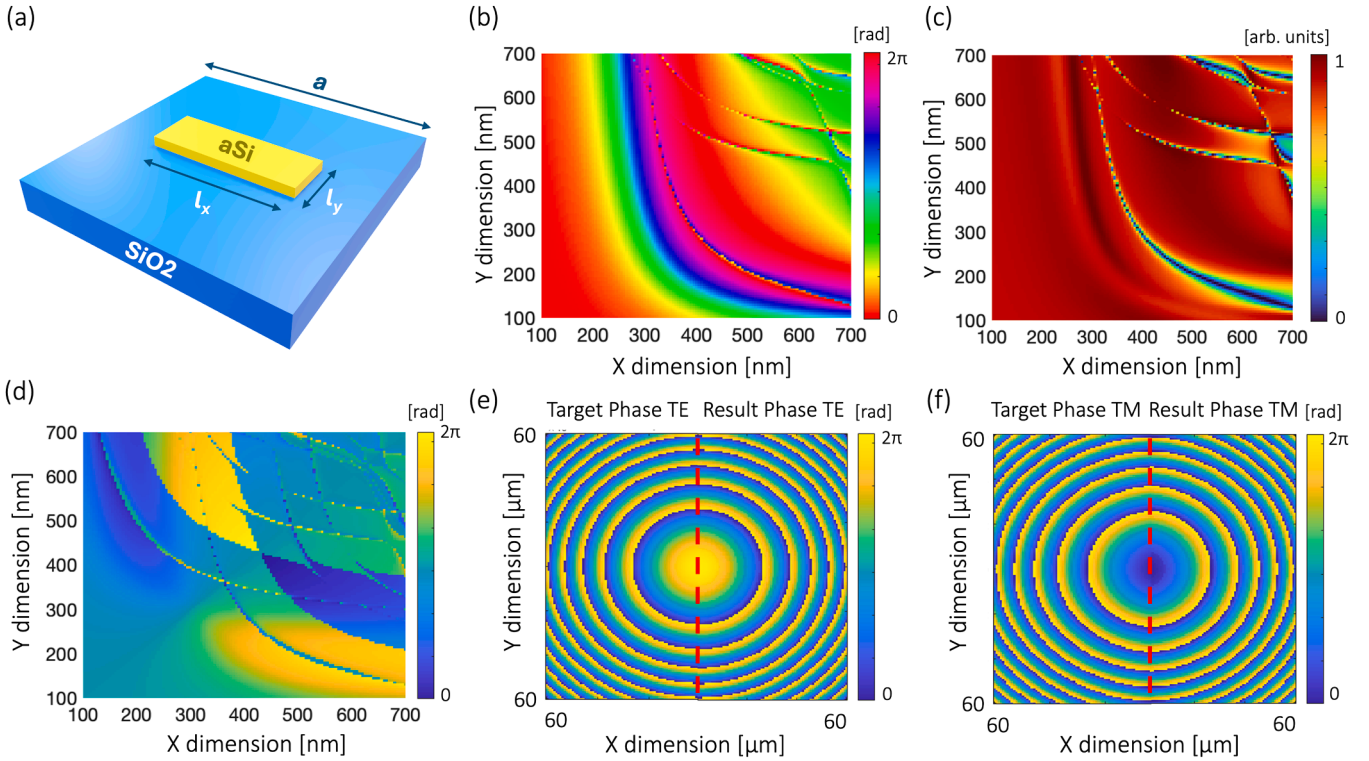 (a)
a
aSi
lx
ly
SiO2
(b)
[rad]
2π
0
700
600
500
400
300
200
100
Y dimension [nm]
100 200 300 400 500 600 700
X dimension [nm]
(c)
[arb. units]
1
0
700
600
500
400
300
200
100
Y dimension [nm]
100 200 300 400 500 600 700
X dimension [nm]
(d)
[rad]
2π
0
700
600
500
400
300
200
100
Y dimension [nm]
100 200 300 400 500 600 700
X dimension [nm]
(e)
Target Phase TE Result Phase TE [rad]
2π
0
60
60
Y dimension [µm]
60 60
X dimension [µm]
(f)
Target Phase TM Result Phase TM [rad]
2π
0
60
60
Y dimension [µm]
60 60
X dimension [µm]